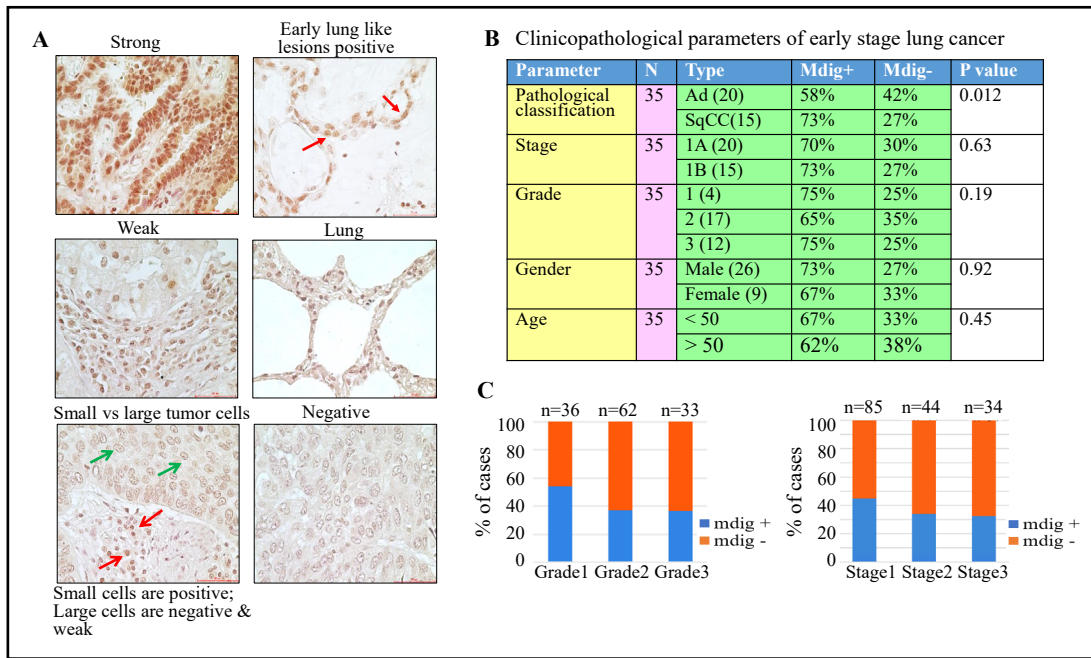 A
Strong
Early lung like
lesions positive
Weak
Lung
Small vs large tumor cells
Negative
Small cells are positive;
Large cells are negative &
weak
B Clinicopathological parameters of early stage lung cancer
Parameter N Type Mdig+ Mdig- P value
Pathological classification 35 Ad (20) 58% 42% 0.012
SqCC(15) 73% 27%
Stage 35 1A (20) 70% 30% 0.63
1B (15) 73% 27%
Grade 35 1 (4) 75% 25% 0.19
2 (17) 65% 35%
3 (12) 75% 25%
Gender 35 Male (26) 73% 27% 0.92
Female (9) 67% 33%
Age 35 < 50 67% 33% 0.45
> 50 62% 38%
C
n=36 n=62 n=33
% of cases
100
80
60
40
20
0
Grade1 Grade2 Grade3
mdig +
mdig -
n=85 n=44 n=34
% of cases
100
80
60
40
20
0
Stage1 Stage2 Stage3
mdig +
mdig -